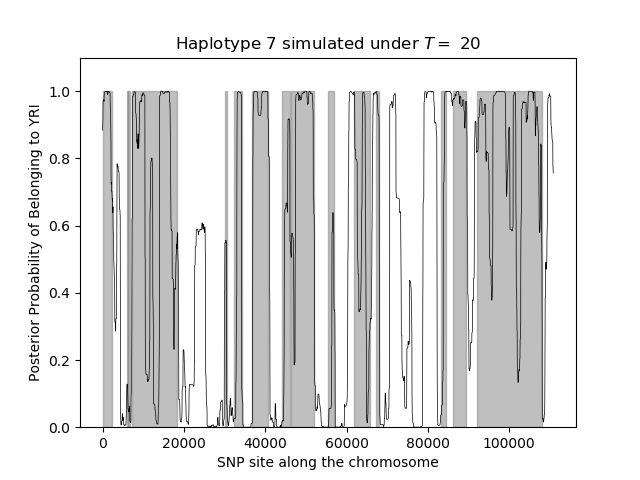 Haplotype 7 simulated under T = 20
Posterior Probability of Belonging to YRI
1.0
0.8
0.6
0.4
0.2
0.0
0 20000 40000 60000 80000 100000
SNP site along the chromosome